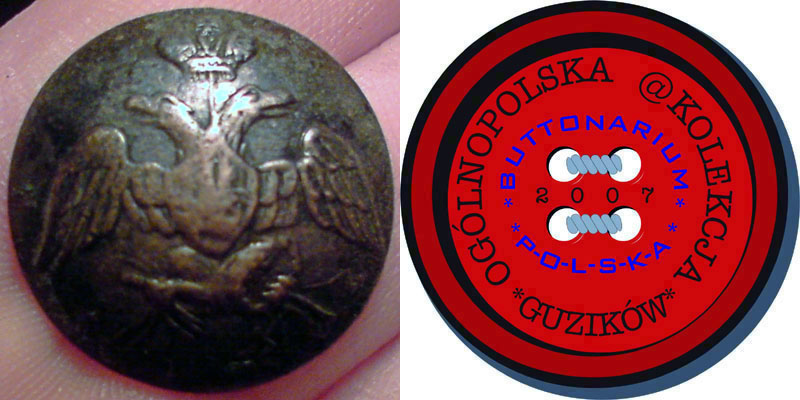 OGÓLNOPOLSKA @KOLEKCJA
*GUZIKÓW*
*BUTTONARIUM*
2007
*P-O-L-S-K-A*